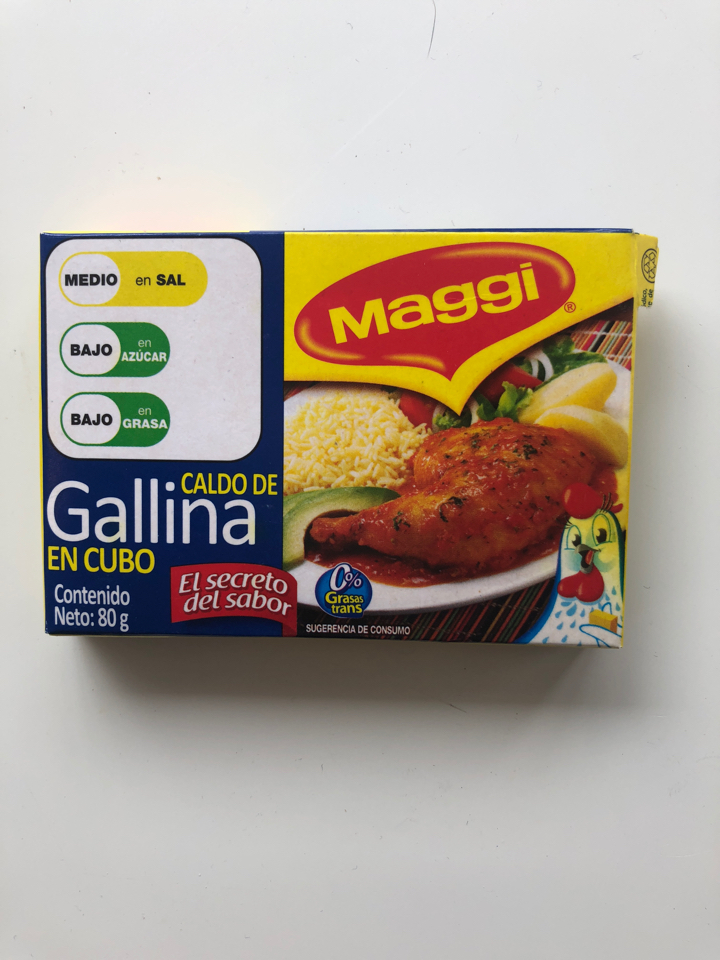 MEDIO en SAL
BAJO en AZÚCAR
BAJO en GRASA
Maggi®
CALDO DE
Gallina
EN CUBO
Contenido
Neto: 80 g
El secreto
del sabor
0%
Grasas
trans
SUGERENCIA DE CONSUMO